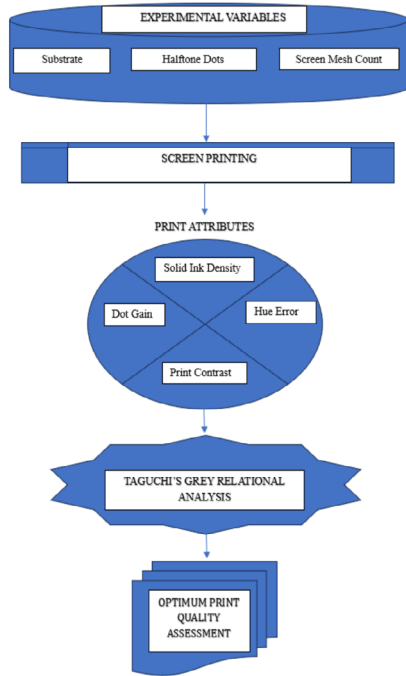 EXPERIMENTAL VARIABLES
Substrate Halftone Dots Screen Mesh Count
SCREEN PRINTING
PRINT ATTRIBUTES
Solid Ink Density
Dot Gain Hue Error
Print Contrast
TAGUCHI'S GREY RELATIONAL
ANALYSIS
OPTIMUM PRINT
QUALITY
ASSESSMENT